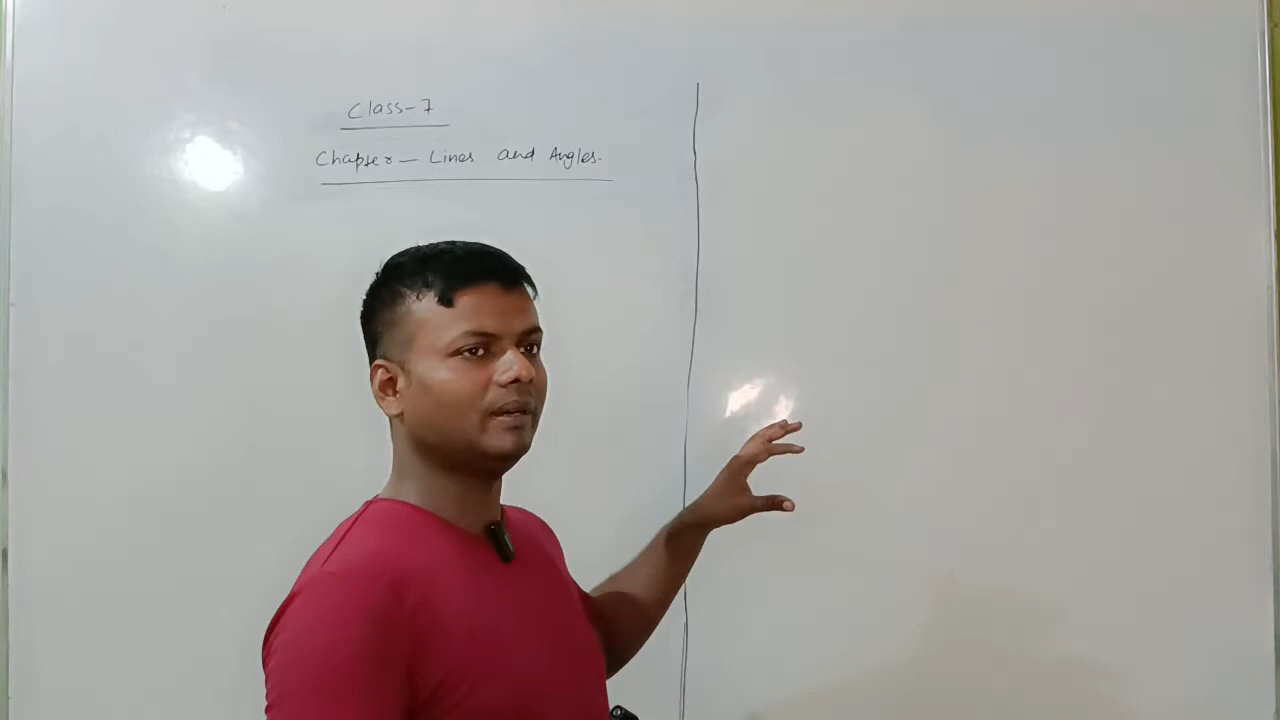 Class-7
Chapter — Lines and Angles.